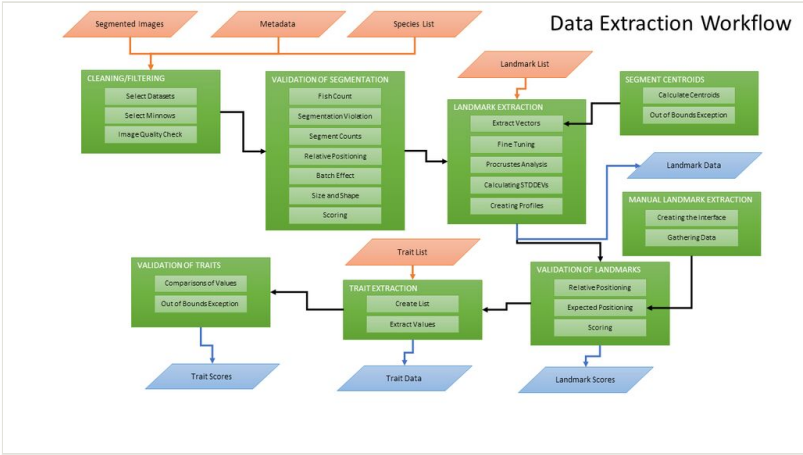 Data Extraction Workflow
Segmented Images
Metadata
Species List
Landmark List
CLEANING/FILTERING
Select Datasets
Select Minnows
Image Quality Check
VALIDATION OF SEGMENTATION
Fish Count
Segmentation Violation
Segment Counts
Relative Positioning
Batch Effect
Size and Shape
Scoring
LANDMARK EXTRACTION
Extract Vectors
Fine Tuning
Procrustes Analysis
Calculating STDDEVs
Creating Profiles
SEGMENT CENTROIDS
Calculate Centroids
Out of Bounds Exception
Landmark Data
MANUAL LANDMARK EXTRACTION
Creating the Interface
Gathering Data
VALIDATION OF TRAITS
Comparisons of Values
Out of Bounds Exception
Trait List
TRAIT EXTRACTION
Create List
Extract Values
VALIDATION OF LANDMARKS
Relative Positioning
Expected Positioning
Scoring
Trait Scores
Trait Data
Landmark Scores